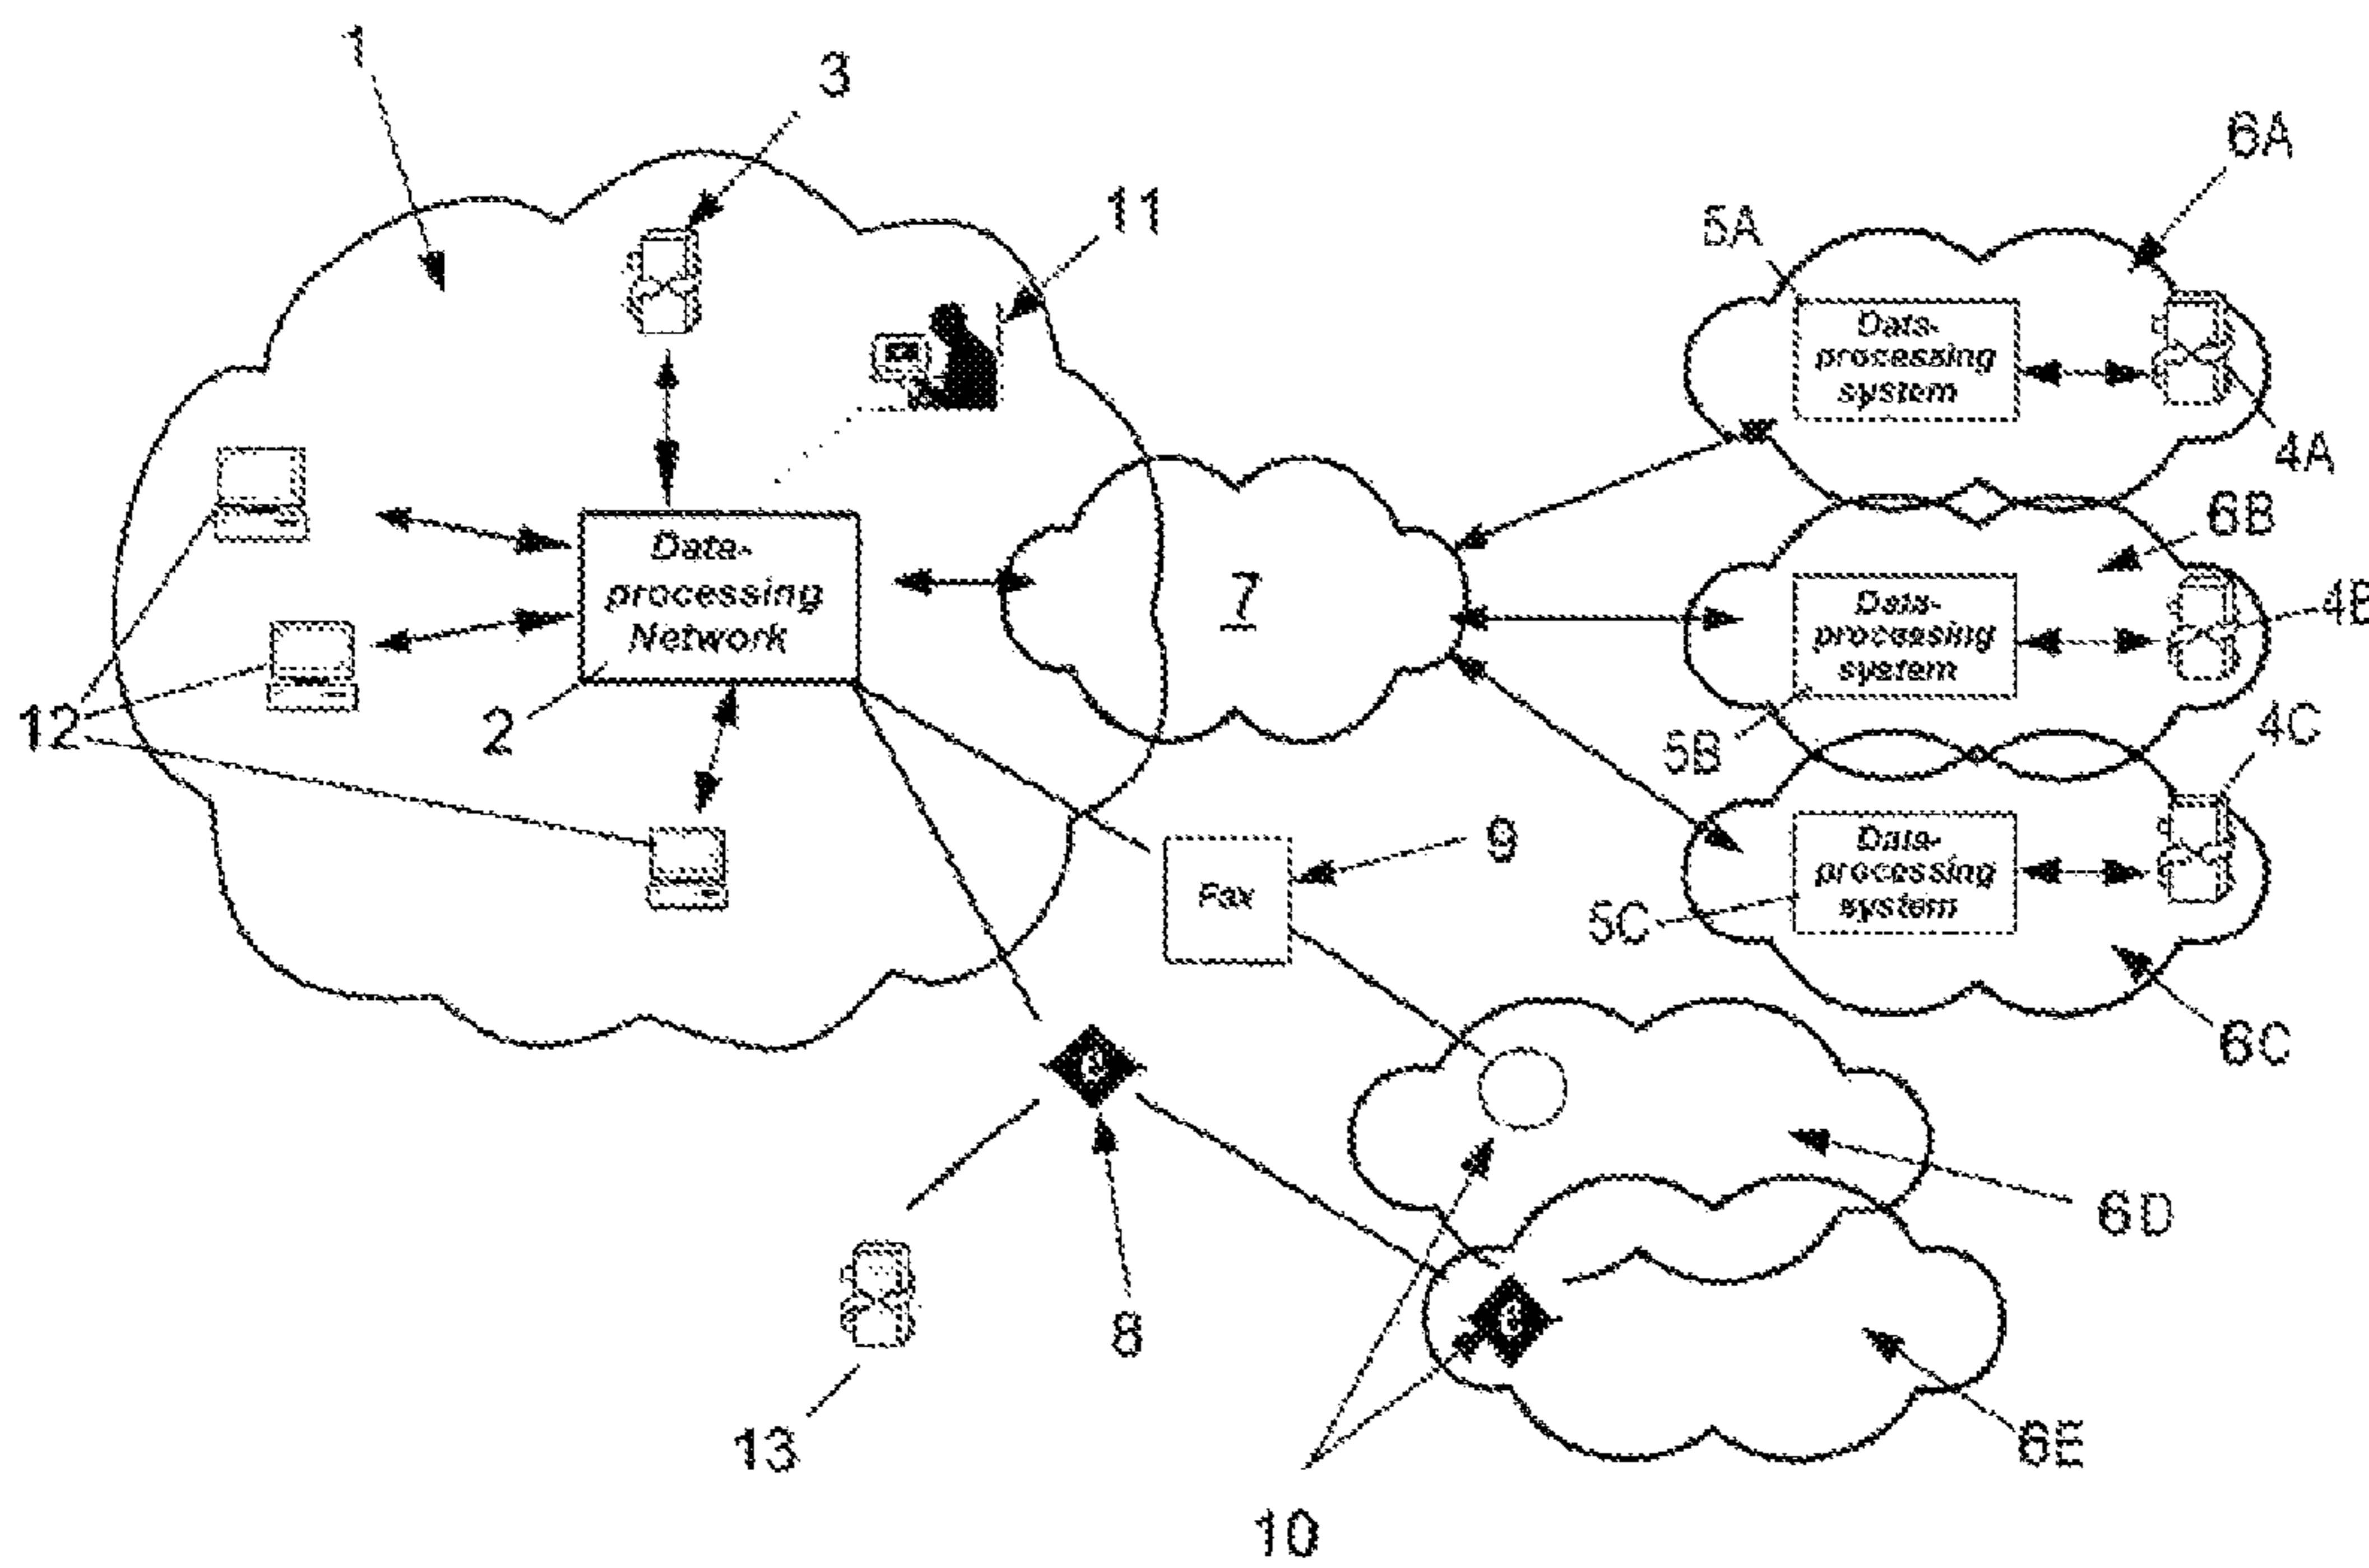 1
3
6A
11
5A
Data-
processing
system
4A
6B
Data-
processing
Network
7
Data-
processing
system
4B
12
2
5B
4C
9
Data-
processing
system
Fax
5C
6C
6D
8
13
6E
10